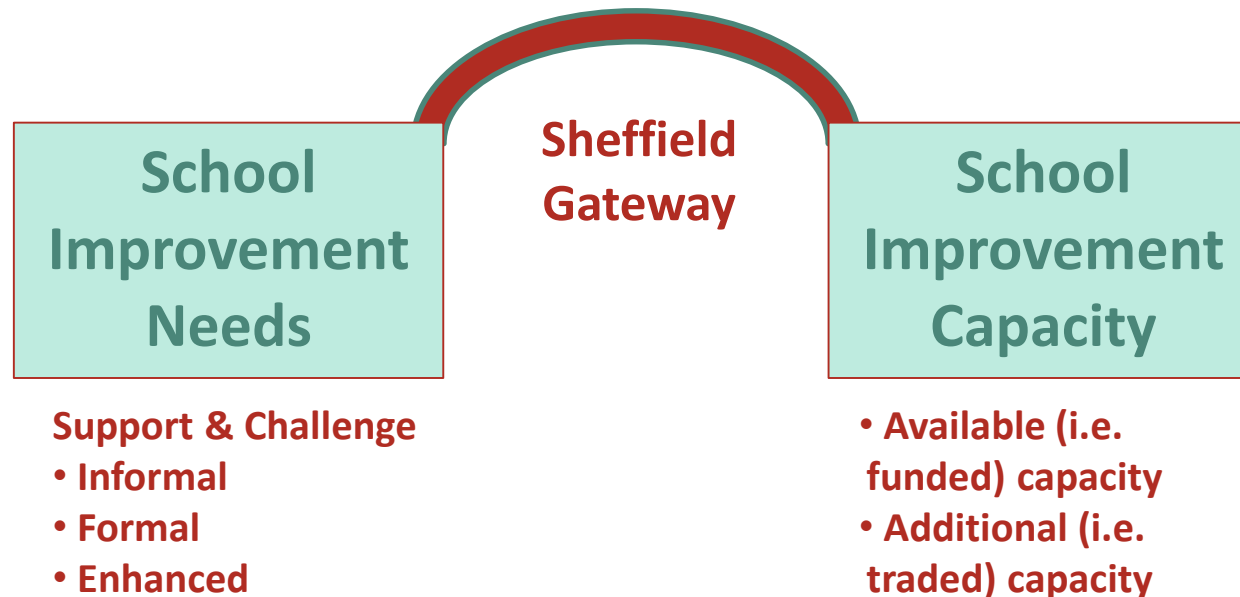 School
Improvement
Needs
Sheffield
Gateway
School
Improvement
Capacity
Support & Challenge
• Informal
• Formal
• Enhanced
• Available (i.e.
funded) capacity
• Additional (i.e.
traded) capacity